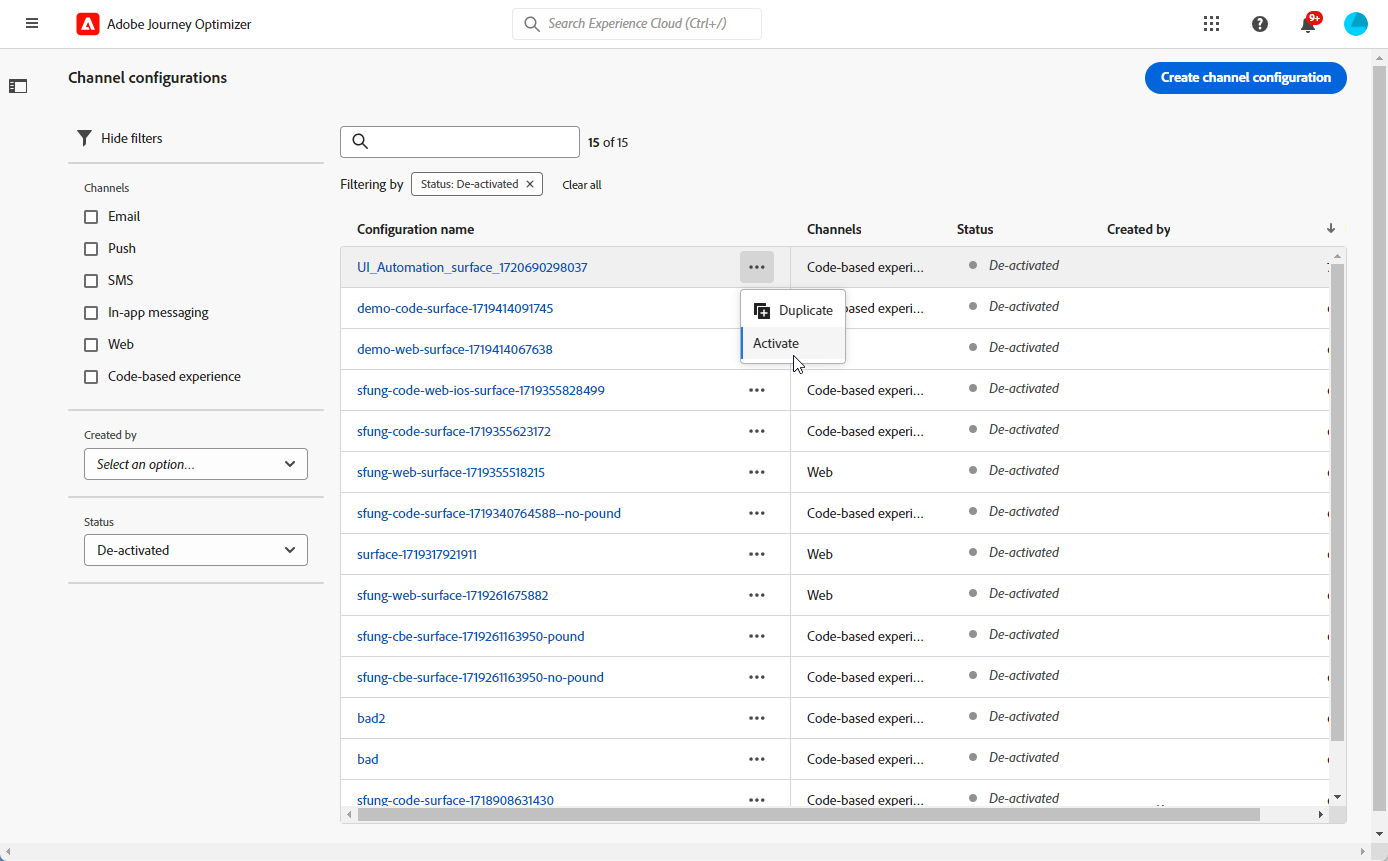 Adobe Journey Optimizer
Search Experience Cloud (Ctrl+/)
9+
Channel configurations
Create channel configuration
Hide filters
15 of 15
Filtering by
Status: De-activated
Clear all
Channels
Email
Push
SMS
In-app messaging
Web
Code-based experience
Created by
Select an option...
Status
De-activated
Configuration name Channels Status Created by
UI_Automation_surface_1720690298037 Code-based experi... De-activated
Duplicate
Activate
demo-code-surface-1719414091745 based experi... De-activated
demo-web-surface-1719414067638 De-activated
sfung-code-web-ios-surface-1719355828499 Code-based experi... De-activated
sfung-code-surface-1719355623172 Code-based experi... De-activated
sfung-web-surface-1719355518215 Web De-activated
sfung-code-surface-1719340764588--no-pound Code-based experi... De-activated
surface-1719317921911 Web De-activated
sfung-web-surface-1719261675882 Web De-activated
sfung-cbe-surface-1719261163950-pound Code-based experi... De-activated
sfung-cbe-surface-1719261163950-no-pound Code-based experi... De-activated
bad2 Code-based experi... De-activated
bad Code-based experi... De-activated
sfung-code-surface-1718908631430 Code-based experi... De-activated